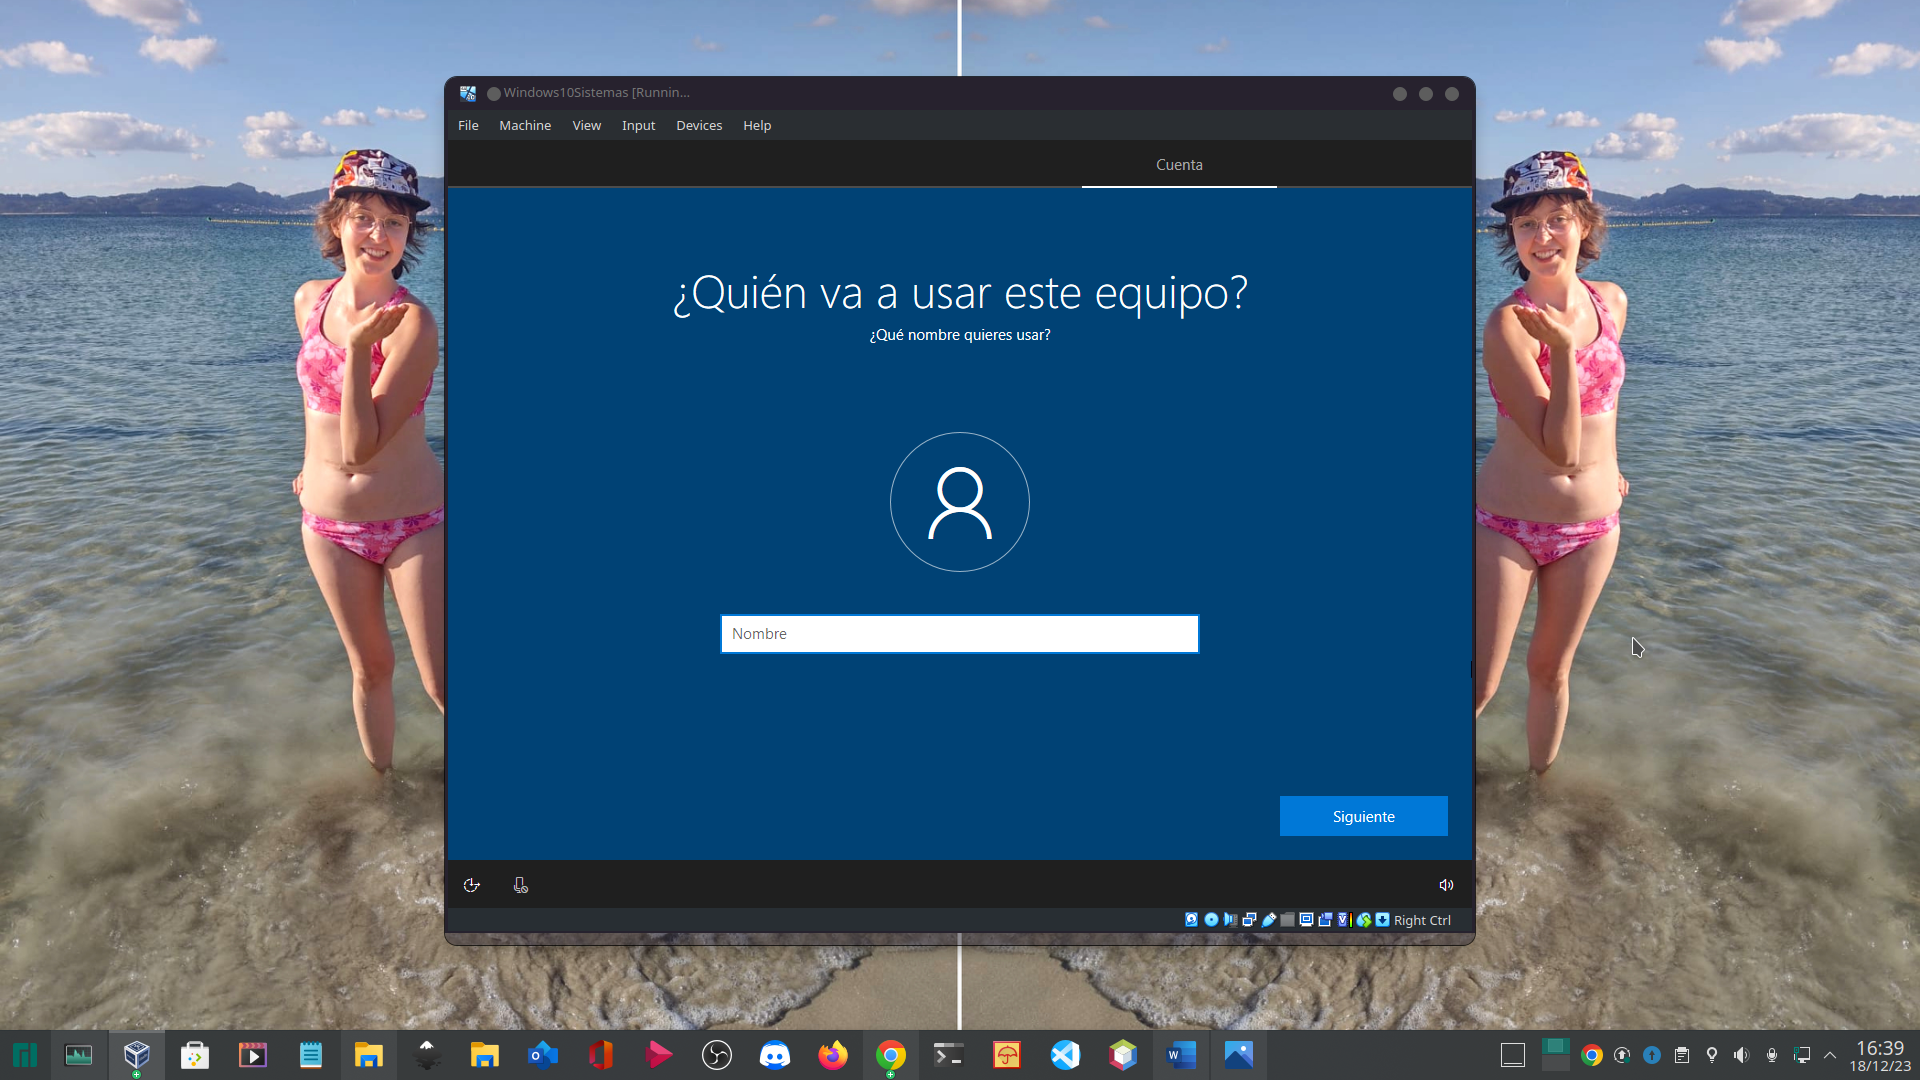 Windows10Sistemas [Runnin...
File Machine View Input Devices Help
Cuenta
¿Quién va a usar este equipo?
¿Qué nombre quieres usar?
Nombre
Siguiente
Right Ctrl
16:39
18/12/23